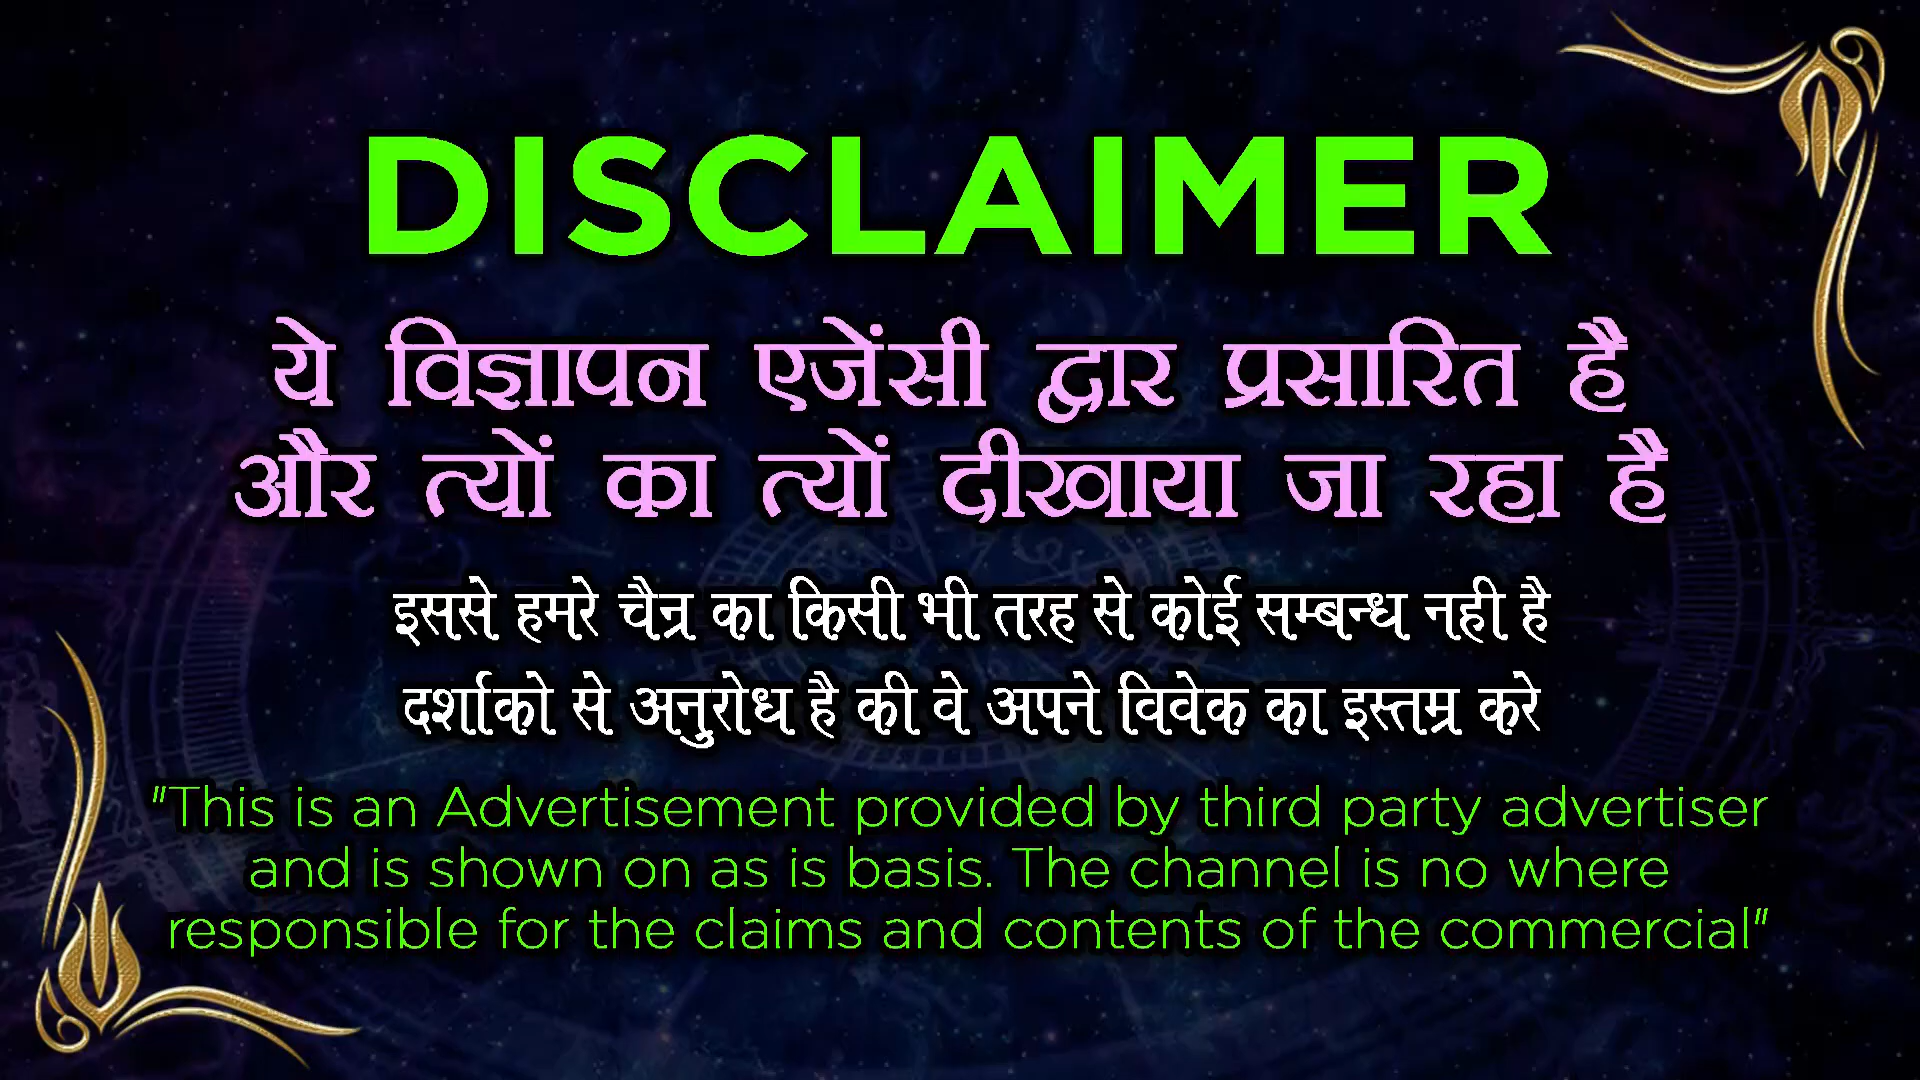 DISCLAIMER
ये विज्ञापन एजेंसी द्वार प्रसारित है
और त्यों का त्यों दीखाया जा रहा है
इससे हमरे चैन्र का किसी भी तरह से कोई सम्बन्ध नही है
दर्शाको से अनुरोध है की वे अपने विवेक का इस्तम्र करे
"This is an Advertisement provided by third party advertiser
and is shown on as is basis. The channel is no where
responsible for the claims and contents of the commercial"